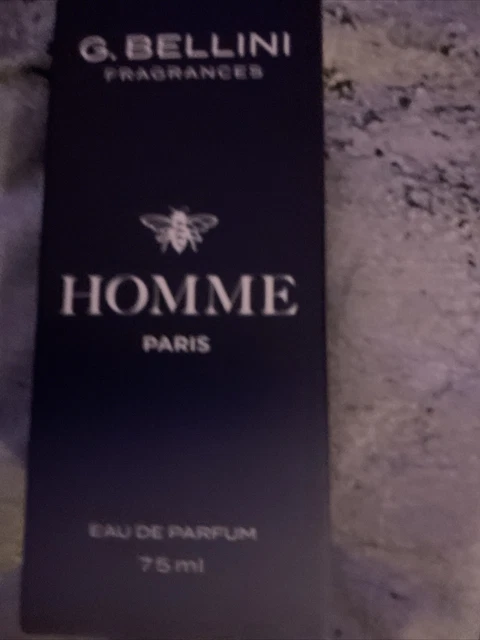 G. BELLINI
FRAGRANCES
HOMME
PARIS
EAU DE PARFUM
75 ml